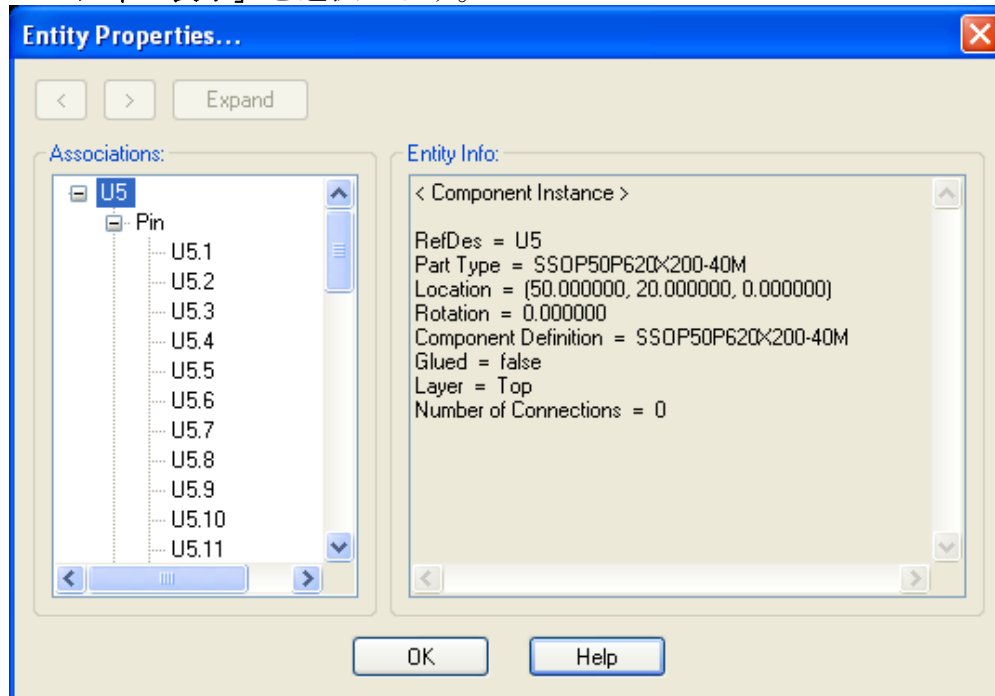 Entity Properties...
<
>
Expand
Associations:
U5
Pin
U5.1
U5.2
U5.3
U5.4
U5.5
U5.6
U5.7
U5.8
U5.9
U5.10
U5.11
Entity Info:
< Component Instance >
RefDes = U5
Part Type = SSOP50P620X200-40M
Location = (50.000000, 20.000000, 0.000000)
Rotation = 0.000000
Component Definition = SSOP50P620X200-40M
Glued = false
Layer = Top
Number of Connections = 0
OK
Help